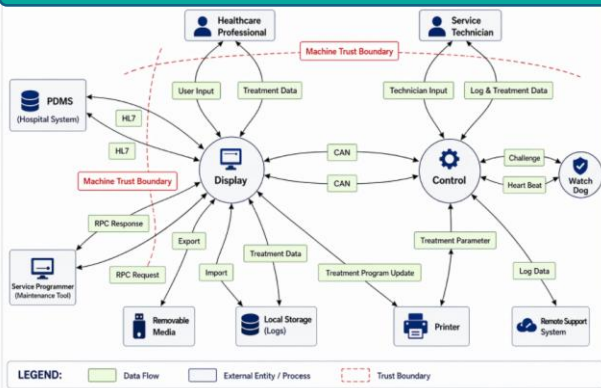 Healthcare
Professional
Service
Technician
Machine Trust Boundary
User Input
Treatment Data
Technician Input
Log & Treatment Data
PDMS
(Hospital System)
HL7
HL7
CAN
CAN
Display
Control
Challenge
Heart Beat
Watch
Dog
Machine Trust Boundary
RPC Response
Export
Treatment Parameter
Treatment Data
Import
RPC Request
Treatment Program Update
Log Data
Service Programmer
(Maintenance Tool)
Removable
Media
Local Storage
(Logs)
Printer
Remote Support
System
LEGEND:
Data Flow
External Entity / Process
Trust Boundary